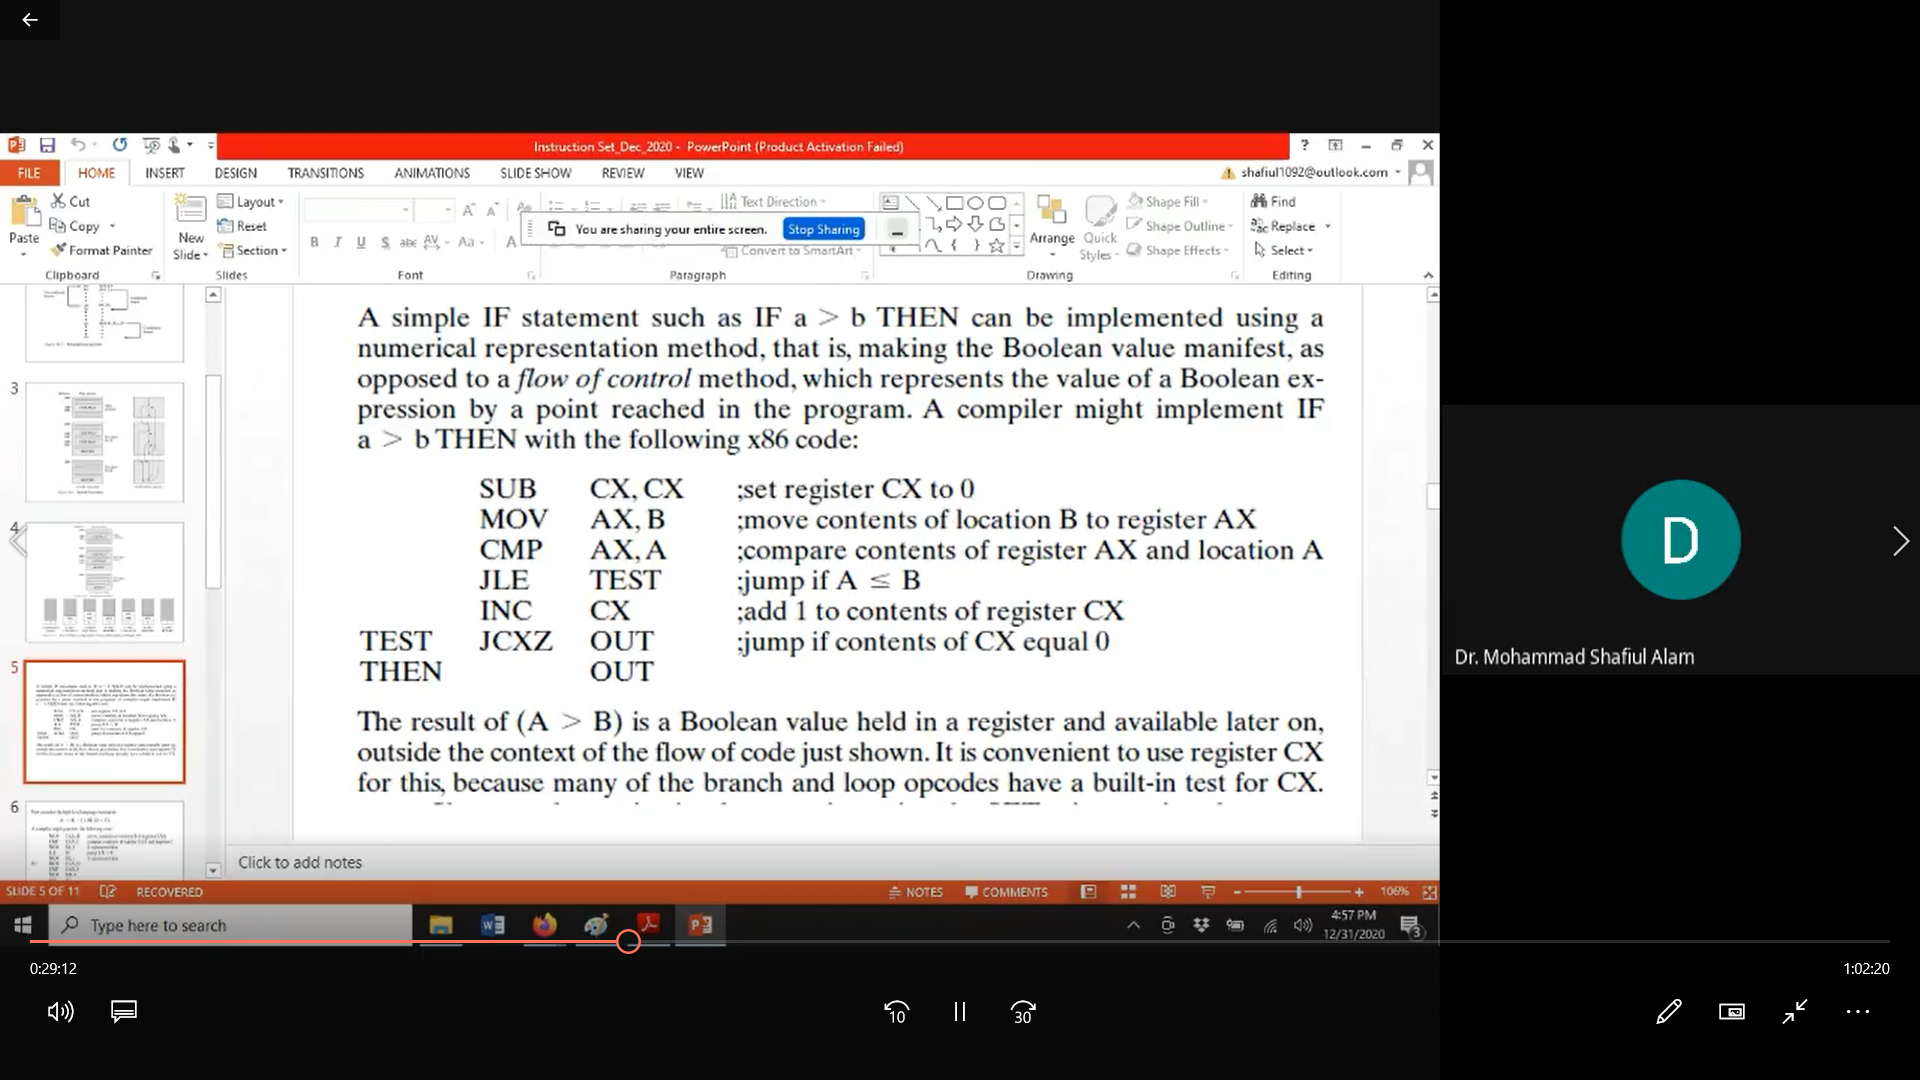 Instruction Set_Dec_2020 - PowerPoint (Product Activation Failed)
FILE HOME INSERT DESIGN TRANSITIONS ANIMATIONS SLIDE SHOW REVIEW VIEW shafiul1092@outlook.com
Paste Cut Copy Format Painter Clipboard
New Slide Layout Reset Section Slides
Font
You are sharing your entire screen. Stop Sharing
Text Direction
Convert to SmartArt
Paragraph
Arrange Quick Styles Shape Fill Shape Outline Shape Effects Drawing
Find Replace Select Editing
3
4
5
6
A simple IF statement such as IF a > b THEN can be implemented using a
numerical representation method, that is, making the Boolean value manifest, as
opposed to a flow of control method, which represents the value of a Boolean ex-
pression by a point reached in the program. A compiler might implement IF
a > b THEN with the following x86 code:
SUB CX, CX ;set register CX to 0
MOV AX, B ;move contents of location B to register AX
CMP AX, A ;compare contents of register AX and location A
JLE TEST ;jump if A ≤ B
INC CX ;add 1 to contents of register CX
TEST JCXZ OUT ;jump if contents of CX equal 0
THEN OUT
The result of (A > B) is a Boolean value held in a register and available later on,
outside the context of the flow of code just shown. It is convenient to use register CX
for this, because many of the branch and loop opcodes have a built-in test for CX.
Click to add notes
SLIDE 5 OF 11 RECOVERED NOTES COMMENTS 106%
Type here to search
4:57 PM
12/31/2020
3
D
Dr. Mohammad Shafiul Alam
0:29:12
1:02:20
10
30